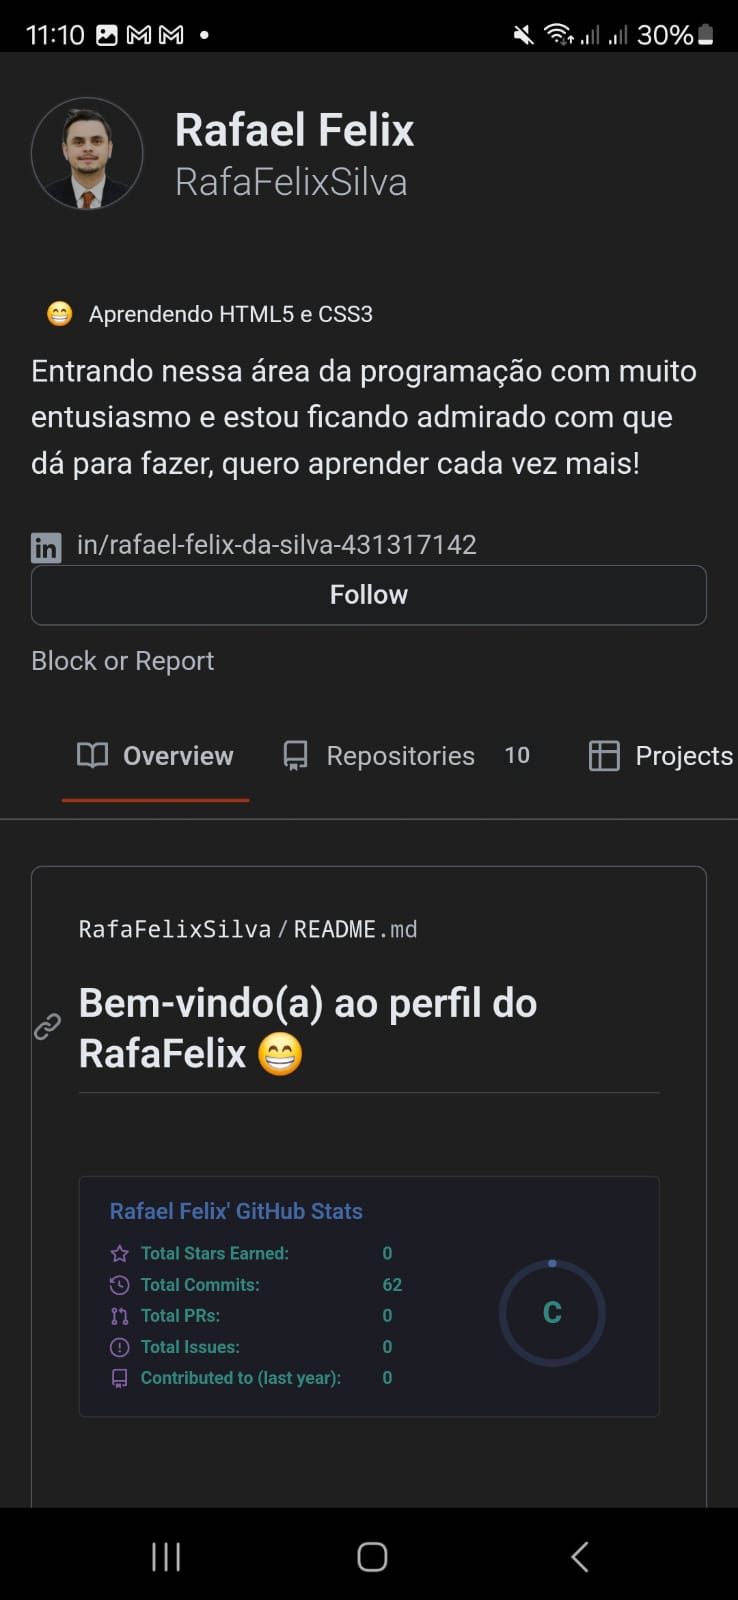 11:10 30%
Rafael Felix
RafaFelixSilva
😁 Aprendendo HTML5 e CSS3
Entrando nessa área da programação com muito
entusiasmo e estou ficando admirado com que
dá para fazer, quero aprender cada vez mais!
in in/rafael-felix-da-silva-431317142
Follow
Block or Report
Overview Repositories 10 Projects
RafaFelixSilva/README.md
Bem-vindo(a) ao perfil do
RafaFelix 😁
Rafael Felix' GitHub Stats
Total Stars Earned: 0
Total Commits: 62
Total PRs: 0
Total Issues: 0
Contributed to (last year): 0
C